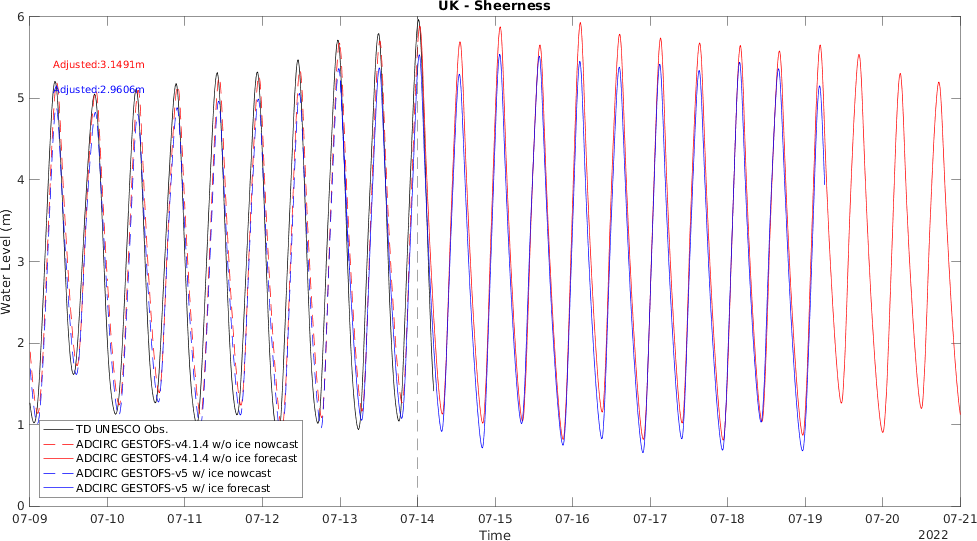 UK - Sheerness
6
Adjusted:3.1491m
Adjusted:2.9606m
5
4
3
2
1
0
Water Level (m)
TD UNESCO Obs.
ADCIRC GESTOFS-v4.1.4 w/o ice nowcast
ADCIRC GESTOFS-v4.1.4 w/o ice forecast
ADCIRC GESTOFS-v5 w/ ice nowcast
ADCIRC GESTOFS-v5 w/ ice forecast
07-09 07-10 07-11 07-12 07-13 07-14 07-15 07-16 07-17 07-18 07-19 07-20 07-21
Time
2022